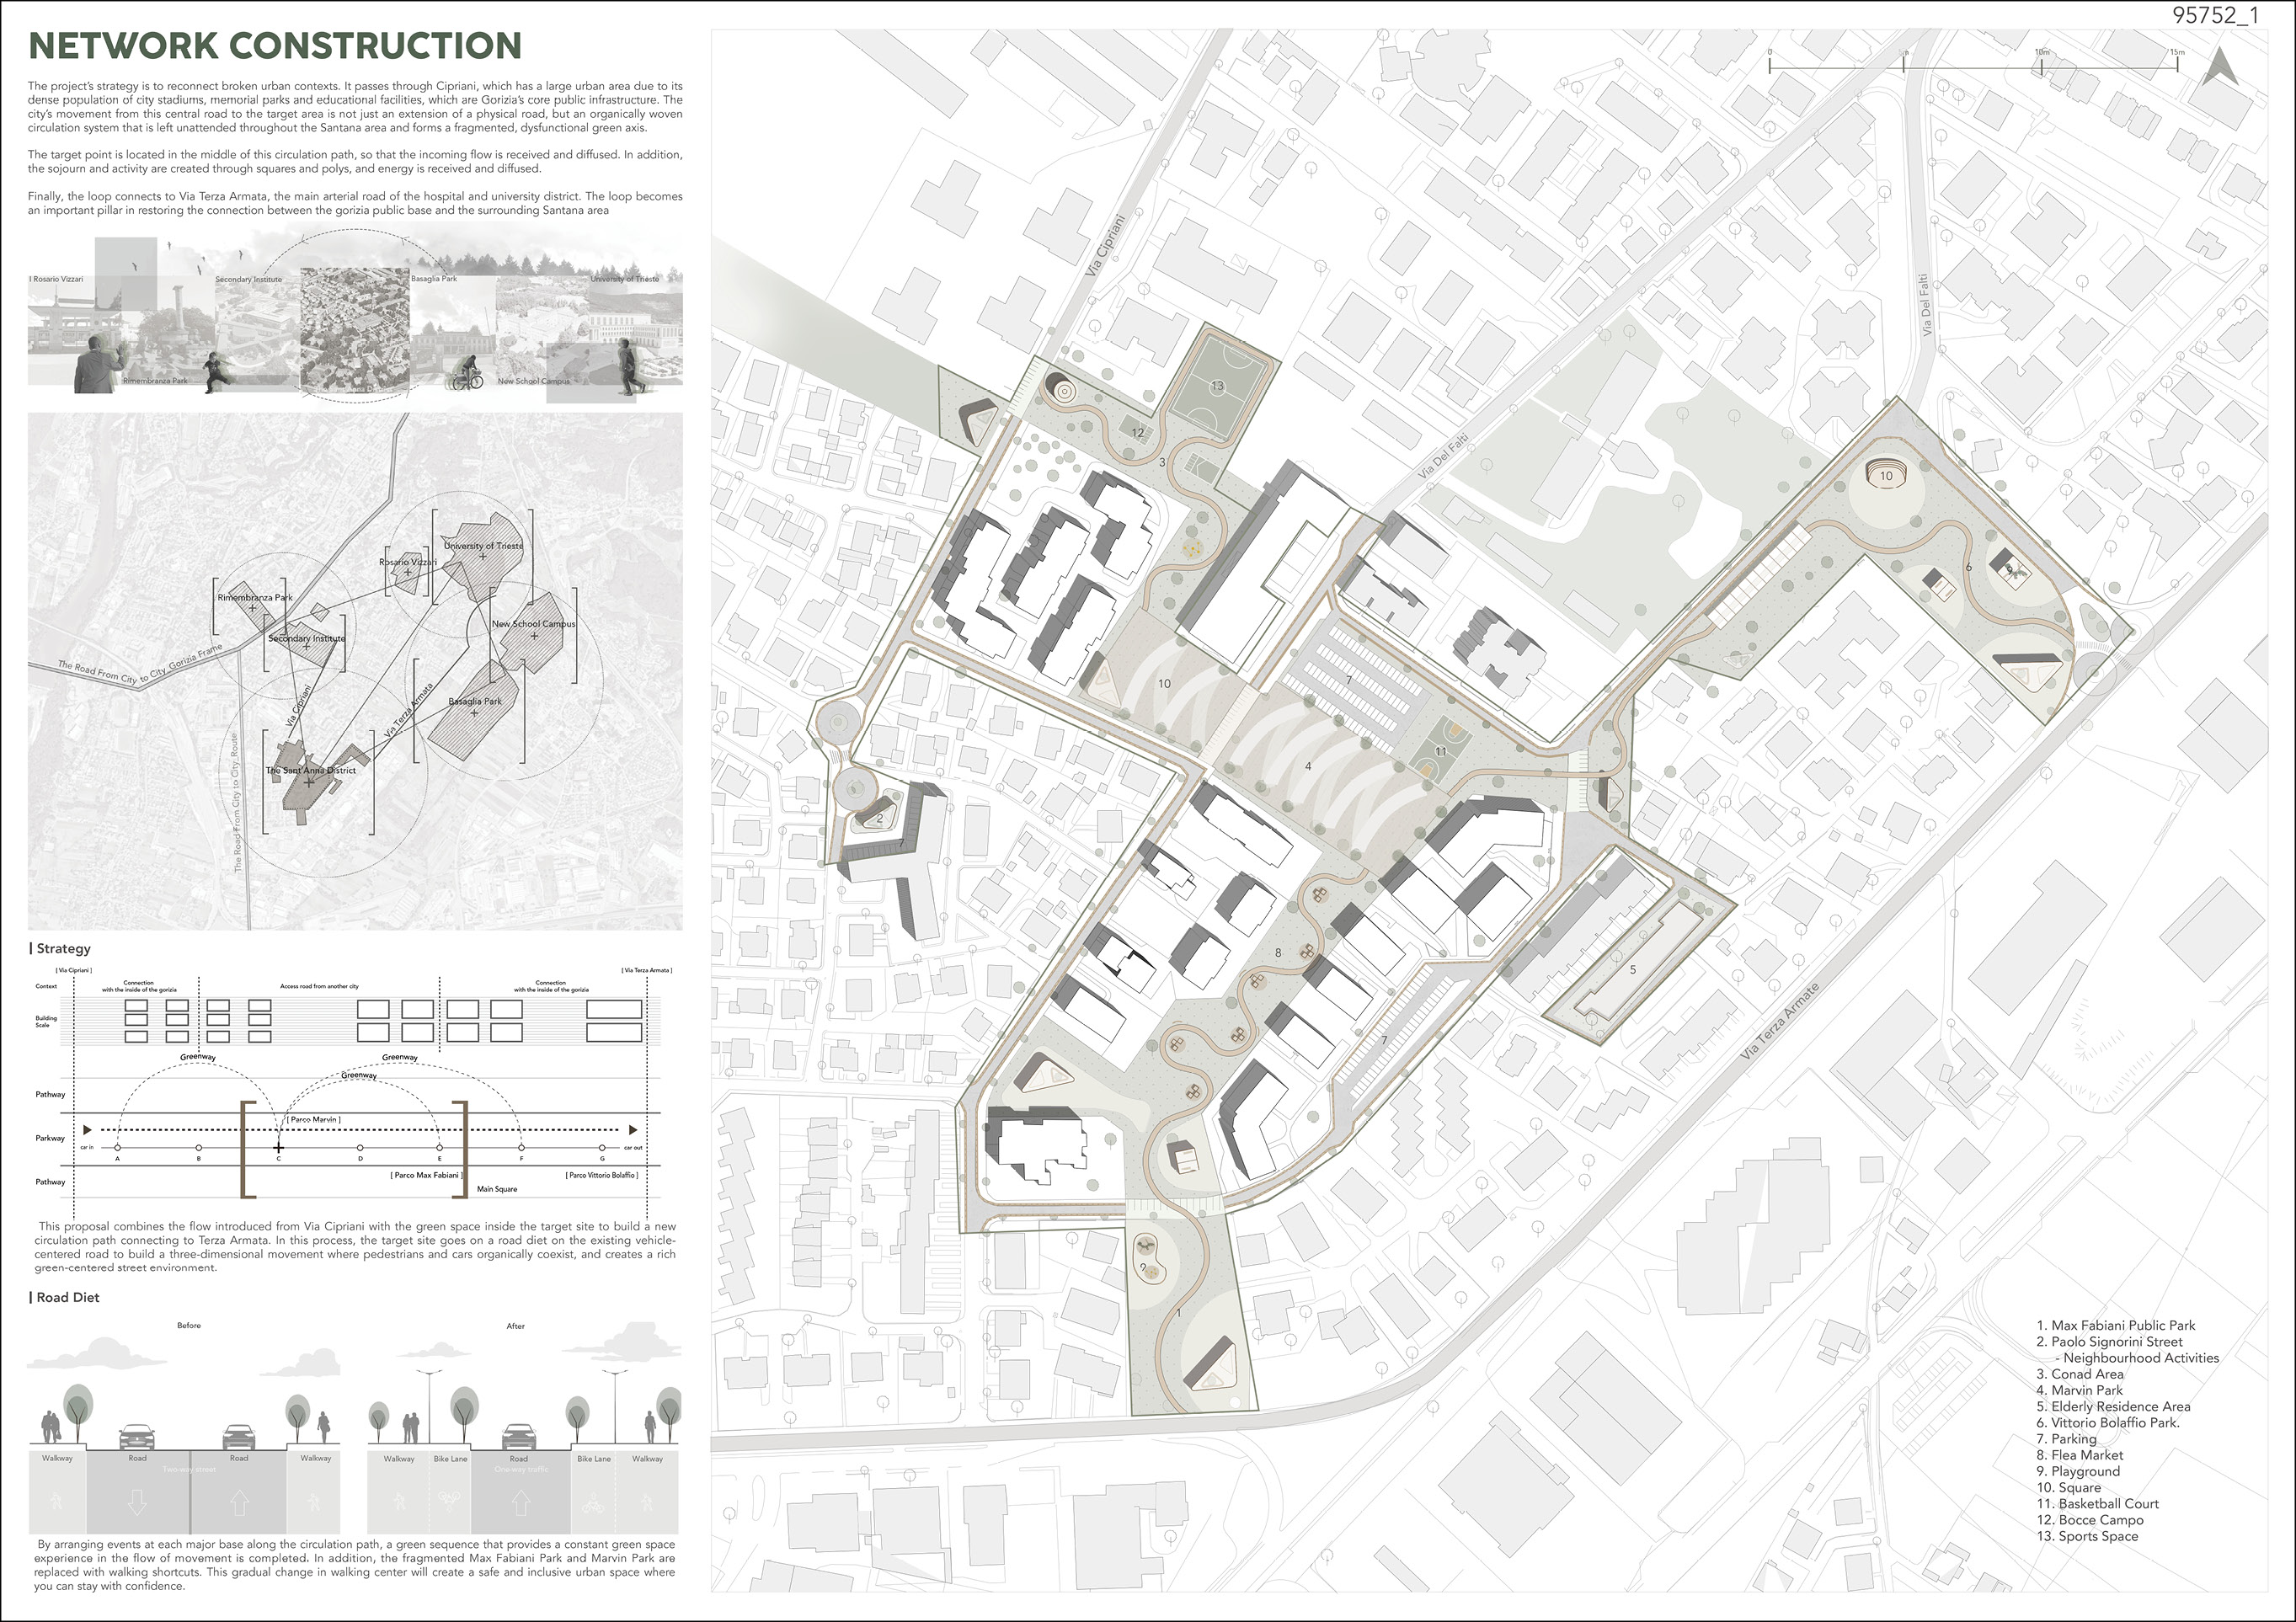 95752_1
NETWORK CONSTRUCTION
The project's strategy is to reconnect broken urban contexts. It passes through Cipriani, which has a large urban area due to its
dense population of city stadiums, memorial parks and educational facilities, which are Gorizia's core public infrastructure. The
city's movement from this central road to the target area is not just an extension of a physical road, but an organically woven
circulation system that is left unattended throughout the Santana area and forms a fragmented, dysfunctional green axis.
The target point is located in the middle of this circulation path, so that the incoming flow is received and diffused. In addition,
the sojourn and activity are created through squares and polys, and energy is received and diffused.
Finally, the loop connects to Via Terza Armata, the main arterial road of the hospital and university district. The loop becomes
an important pillar in restoring the connection between the gorizia public base and the surrounding Santana area
I Rosario Vizzari
Secondary Institute
Basaglia Park
University of Trieste
Rimembranza Park
New School Campus
University of Trieste
Rosario Vizzari
Rimembranza Park
New School Campus
Secondary Institute
The Road From City to City, Gorizia Frame
Via Cipriani
Via Terza Armata
Basaglia Park
The Sant'Anna District
The Road From City to City, Route
Strategy
[ Via Cipriani ]
[ Via Terza Armata ]
Context
Connection
with the inside of the gorizia
Access road from another city
Connection
with the inside of the gorizia
Building
Scale
Greenway
Greenway
Greenway
Pathway
[ Parco Marvin ]
Parkway
car in
car out
A
B
C
D
E
F
G
Pathway
[ Parco Max Fabiani ]
[ Parco Vittorio Bolaffio ]
Main Square
This proposal combines the flow introduced from Via Cipriani with the green space inside the target site to build a new
circulation path connecting to Terza Armata. In this process, the target site goes on a road diet on the existing vehicle-
centered road to build a three-dimensional movement where pedestrians and cars organically coexist, and creates a rich
green-centered street environment.
Road Diet
Before
After
Walkway
Road
Road
Walkway
Two-way street
Walkway
Bike Lane
Road
Bike Lane
Walkway
One-way traffic
By arranging events at each major base along the circulation path, a green sequence that provides a constant green space
experience in the flow of movement is completed. In addition, the fragmented Max Fabiani Park and Marvin Park are
replaced with walking shortcuts. This gradual change in walking center will create a safe and inclusive urban space where
you can stay with confidence.
0
10m
15m
Via Cipriani
Via Del Falti
Via Del Falti
Via Terza Armate
13
12
3
10
10
6
7
4
11
2
7
8
5
7
9
1
1. Max Fabiani Public Park
2. Paolo Signorini Street
- Neighbourhood Activities
3. Conad Area
4. Marvin Park
5. Elderly Residence Area
6. Vittorio Bolaffio Park.
7. Parking
8. Flea Market
9. Playground
10. Square
11. Basketball Court
12. Bocce Campo
13. Sports Space